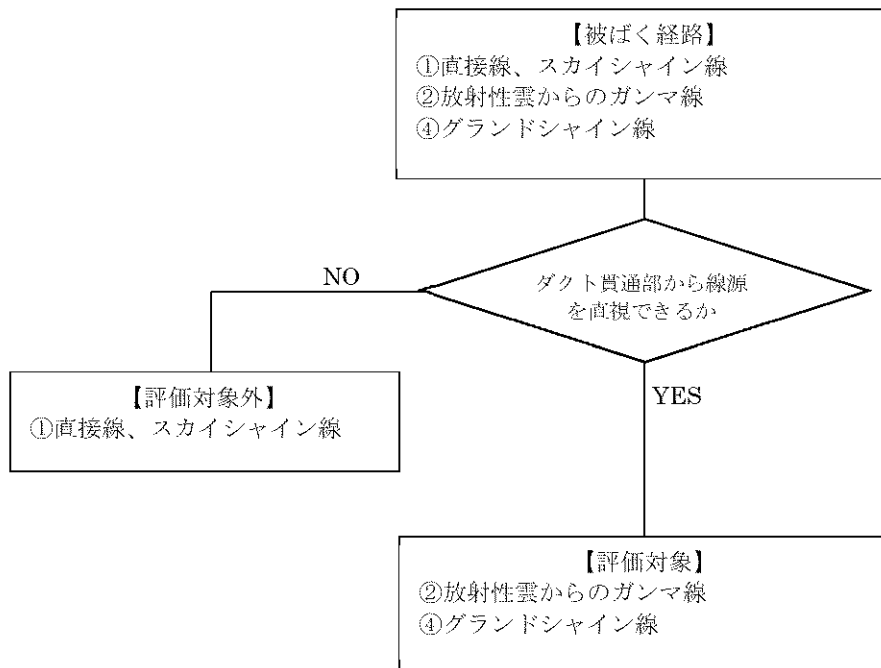 【被ばく経路】
①直接線、スカイシャイン線
②放射性雲からのガンマ線
④グランドシャイン線
ダクト貫通部から線源
を直視できるか
NO
【評価対象外】
①直接線、スカイシャイン線
YES
【評価対象】
②放射性雲からのガンマ線
④グランドシャイン線